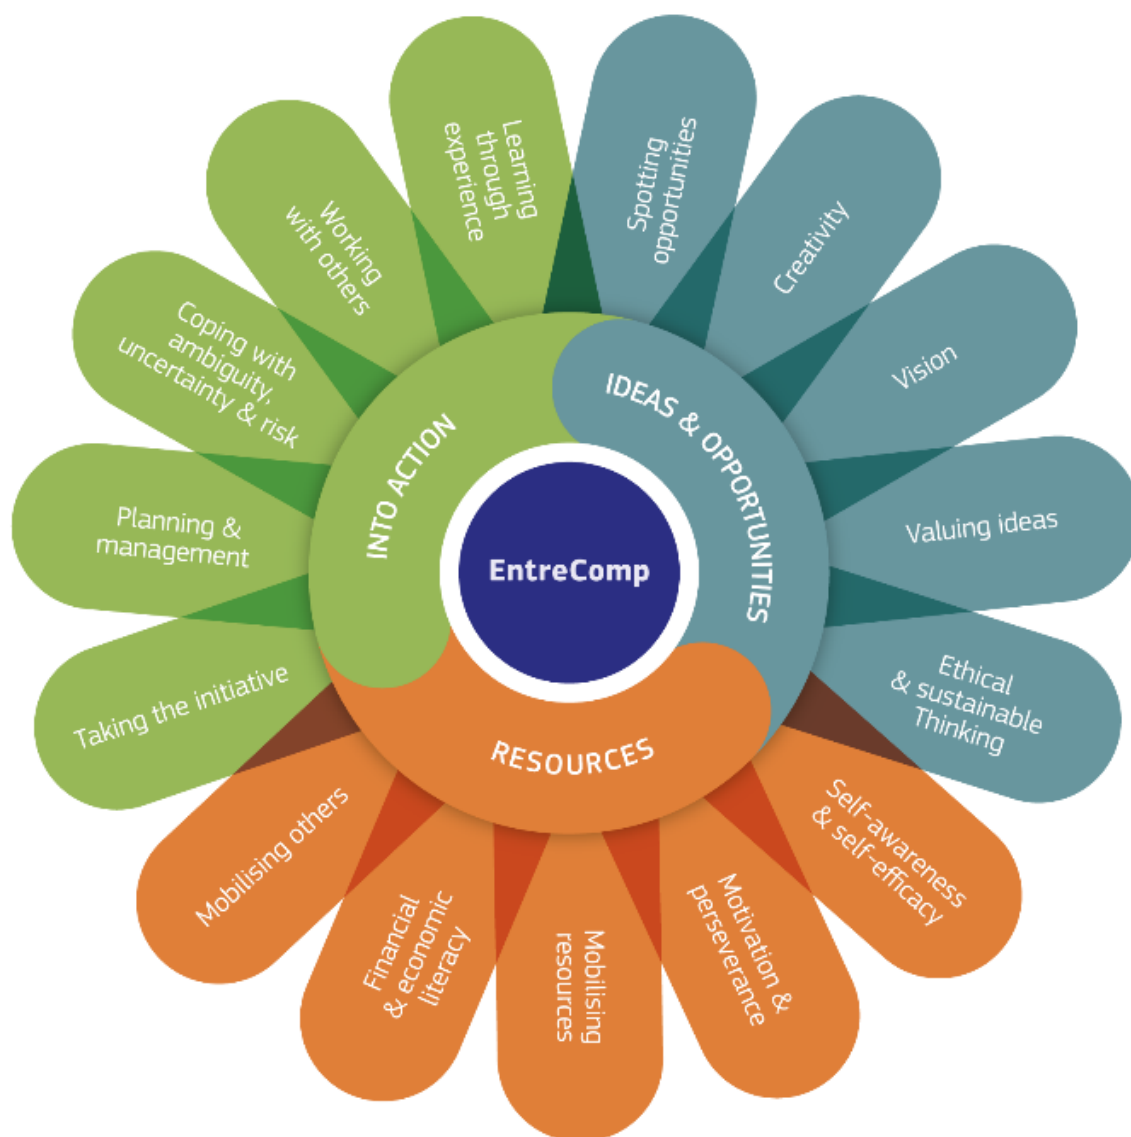 EntreComp
IDEAS & OPPORTUNITIES
Spotting
opportunities
Creativity
Vision
Valuing ideas
Ethical
& sustainable
Thinking
RESOURCES
Self-awareness
& self-efficacy
Motivation &
perseverance
Mobilising
resources
Financial
& economic
literacy
Mobilising others
INTO ACTION
Taking the initiative
Planning &
management
Coping with
ambiguity,
uncertainty & risk
Working
with others
Learning
through
experience